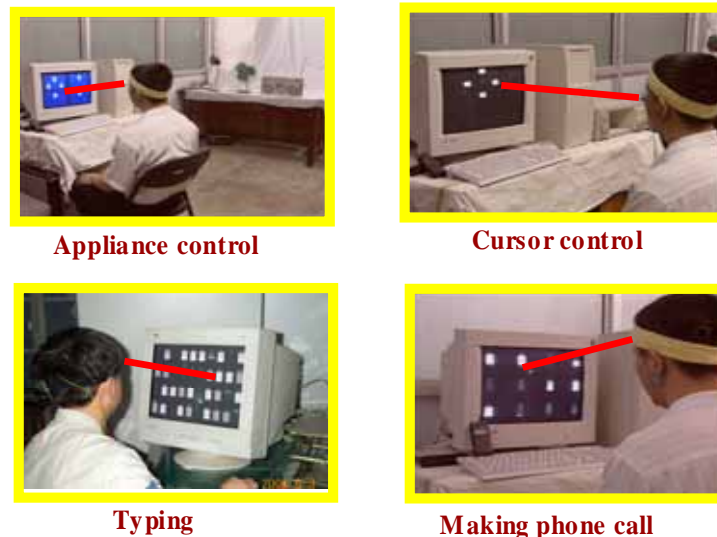 Appliance control
Cursor control
Typing
Making phone call